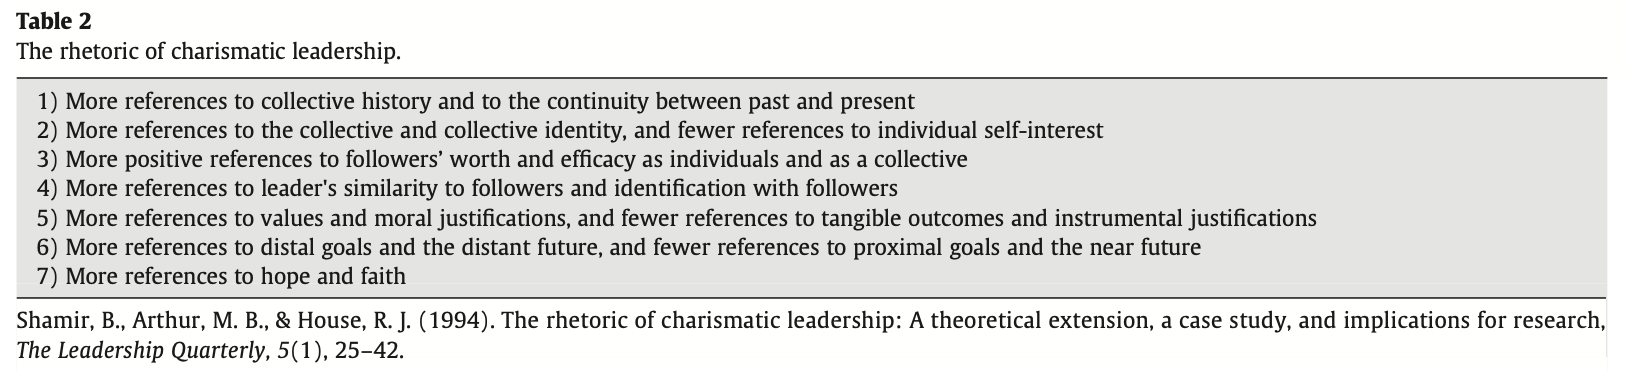 Table 2
The rhetoric of charismatic leadership.
1) More references to collective history and to the continuity between past and present
2) More references to the collective and collective identity, and fewer references to individual self-interest
3) More positive references to followers’ worth and efficacy as individuals and as a collective
4) More references to leader's similarity to followers and identification with followers
5) More references to values and moral justifications, and fewer references to tangible outcomes and instrumental justifications
6) More references to distal goals and the distant future, and fewer references to proximal goals and the near future
7) More references to hope and faith
Shamir, B., Arthur, M. B., & House, R. J. (1994). The rhetoric of charismatic leadership: A theoretical extension, a case study, and implications for research,
The Leadership Quarterly, 5(1), 25–42.